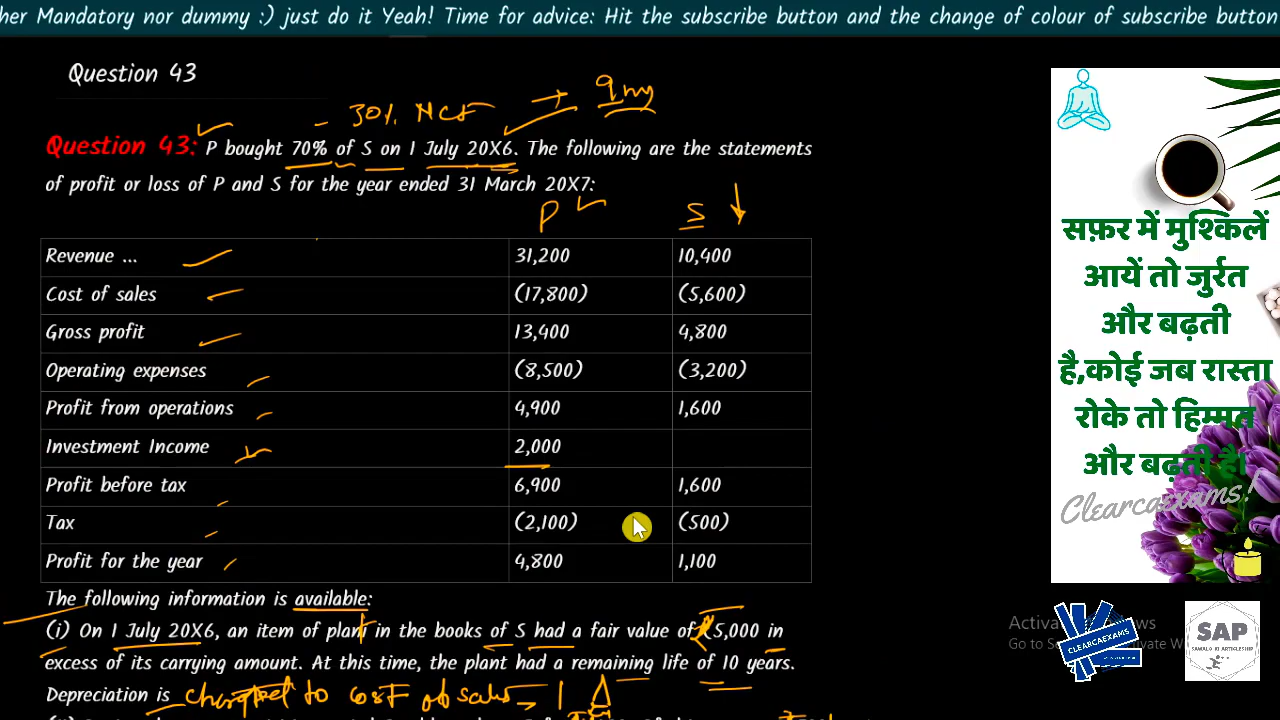 her Mandatory nor dummy :) just do it Yeah! Time for advice: Hit the subscribe button and the change of colour of subscribe button
Question 43
- 30% NCI → 9 my
Question 43: P bought 70% of S on 1 July 20X6. The following are the statements
of profit or loss of P and S for the year ended 31 March 20X7:
P S
Revenue ... 31,200 10,400
Cost of sales (17,800) (5,600)
Gross profit 13,400 4,800
Operating expenses (8,500) (3,200)
Profit from operations 4,900 1,600
Investment Income 2,000
Profit before tax 6,900 1,600
Tax (2,100) (500)
Profit for the year 4,800 1,100
The following information is available:
(i) On 1 July 20X6, an item of plant in the books of S had a fair value of 5,000 in
excess of its carrying amount. At this time, the plant had a remaining life of 10 years.
Depreciation is charged to cost of sales
सफ़र में मुश्किलें
आयें तो जुर्रत
और बढ़ती
है,कोई जब रास्ता
रोके तो हिम्मत
और बढ़ती है।
Clearcaexams!
CLEARCAEXAMS
SAP
SAWALO KI ARTICLESHIP